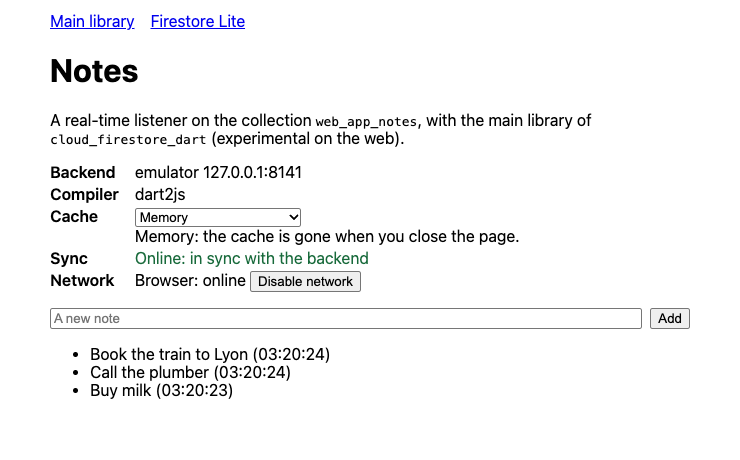 Main library Firestore Lite
Notes
A real-time listener on the collection web_app_notes, with the main library of
cloud_firestore_dart (experimental on the web).
Backend emulator 127.0.0.1:8141
Compiler dart2js
Cache Memory
Memory: the cache is gone when you close the page.
Sync Online: in sync with the backend
Network Browser: online Disable network
A new note Add
• Book the train to Lyon (03:20:24)
• Call the plumber (03:20:24)
• Buy milk (03:20:23)